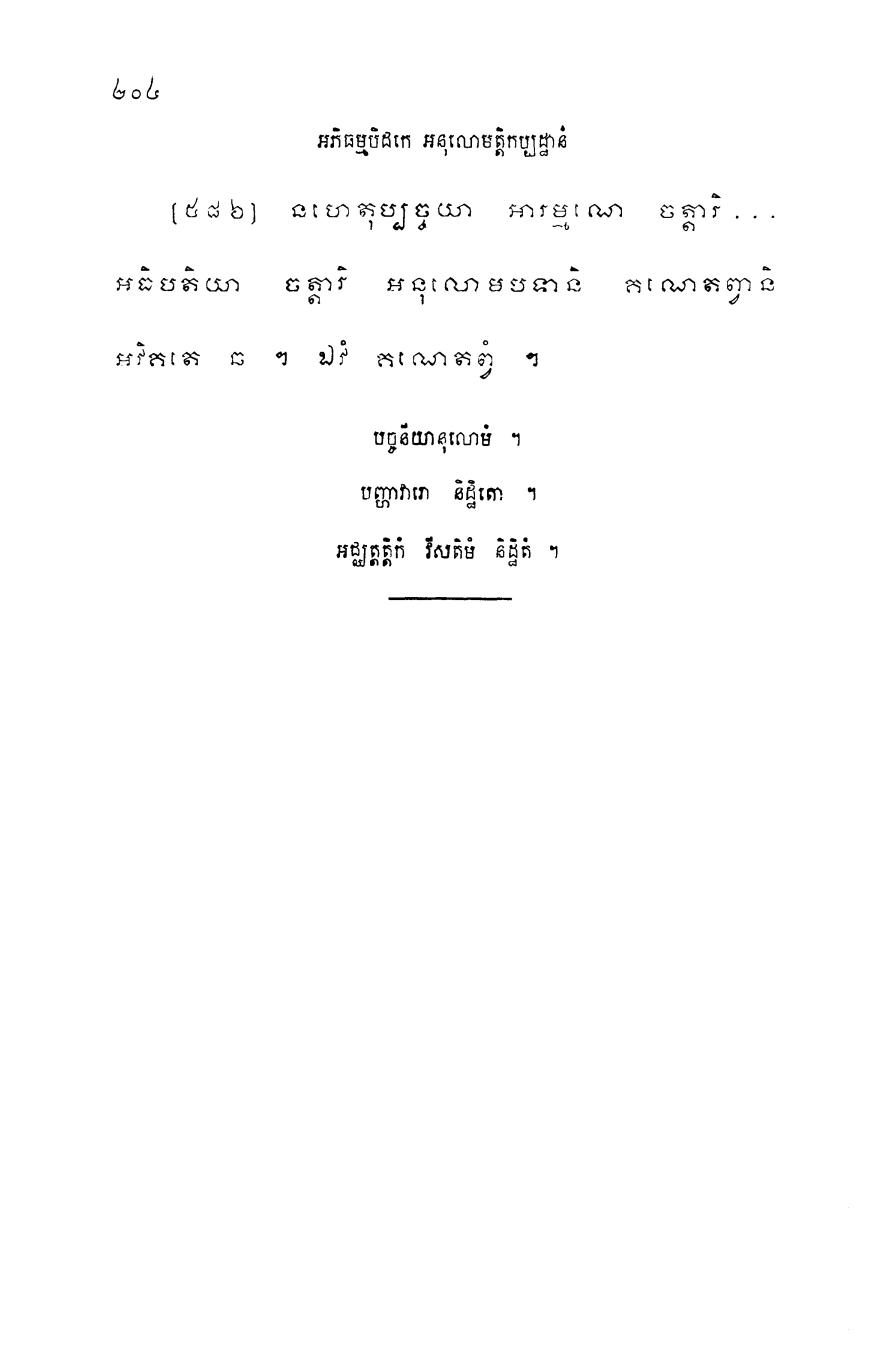 ២០៤
អភិធម្មបិដកេ អនុលោមត្តិកប្បដ្ឋានំ
[៥៨៦] នហេតុប្បច្ចយា អារម្មណេ ចត្តារិ...
អធិបតិយា ចត្តារិ អនុលោមបទានិ គណេតព្វានិ
អវិគតេ ឆ ។ ឯវំ គណេតព្វំ ។
បច្ចនីយានុលោមំ ។
បញ្ហាវារោ និដ្ឋិតោ ។
អជ្ឈត្តត្តិកំ វីសតិមំ និដ្ឋិតំ ។